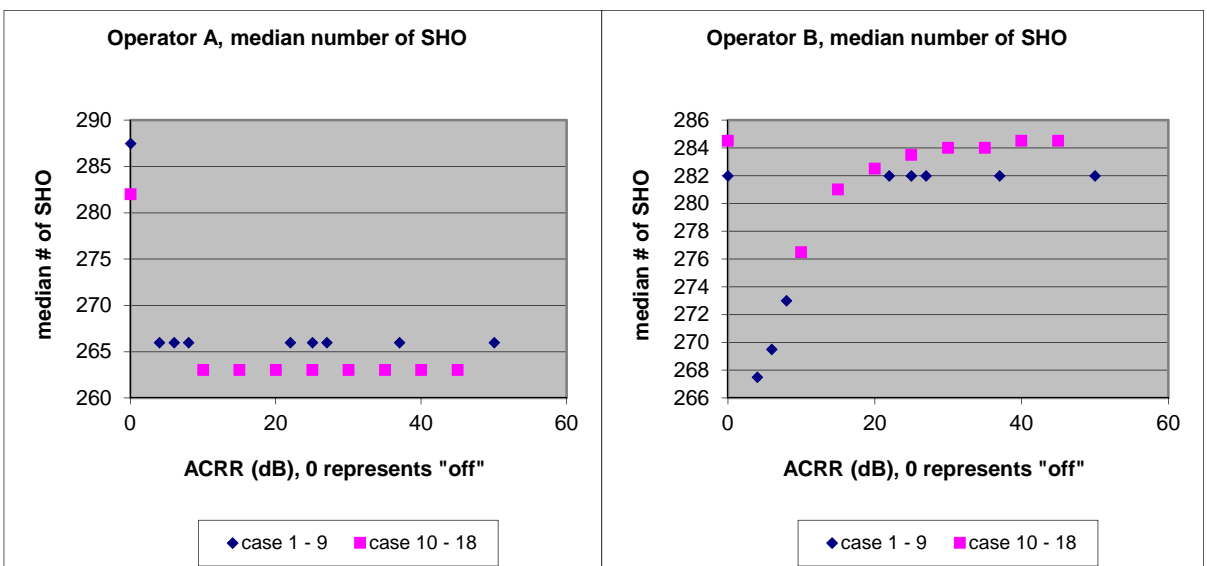 Operator A, median number of SHO
290
285
280
275
270
265
260
median # of SHO
0
20
40
60
ACRR (dB), 0 represents "off"
case 1 - 9
case 10 - 18
Operator B, median number of SHO
286
284
282
280
278
276
274
272
270
268
266
median # of SHO
0
20
40
60
ACRR (dB), 0 represents "off"
case 1 - 9
case 10 - 18